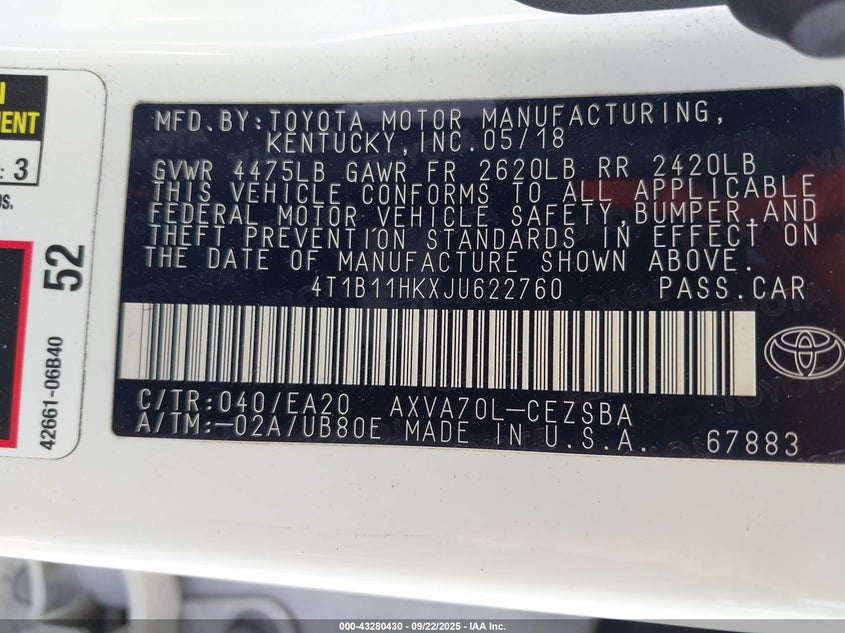 MFD.BY:TOYOTA MOTOR MANUFACTURING,
KENTUCKY,INC.05/18
GVWR 4475LB GAWR FR 2620LB RR 2420LB
THIS VEHICLE CONFORMS TO ALL APPLICABLE
FEDERAL MOTOR VEHICLE SAFETY,BUMPER,AND
THEFT PREVENTION STANDARDS IN EFFECT ON
THE DATE OF MANUFACTURE SHOWN ABOVE.
4T1B11HKXJU622760 PASS.CAR
C/TR:040/EA20 AXVA70L-CEZSBA
A/TM:-02A/UB80E MADE IN U.S.A. 67883
: 3
52
42661-06B40
000-43280430 - 09/22/2025 - IAA Inc.